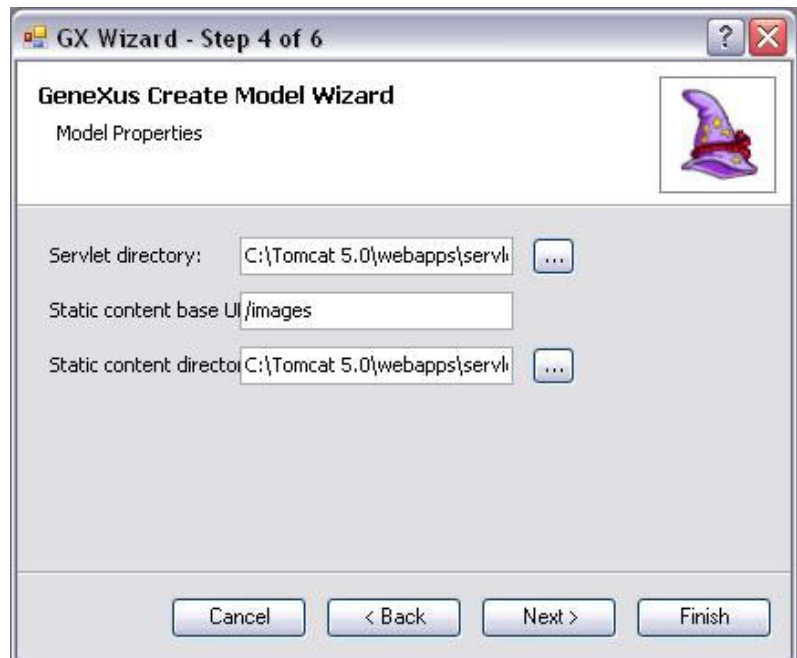 GX Wizard - Step 4 of 6
GeneXus Create Model Wizard
Model Properties
Servlet directory: C:\Tomcat 5.0\webapps\servl ...
Static content base U /images
Static content directo C:\Tomcat 5.0\webapps\servl ...
Cancel < Back Next > Finish